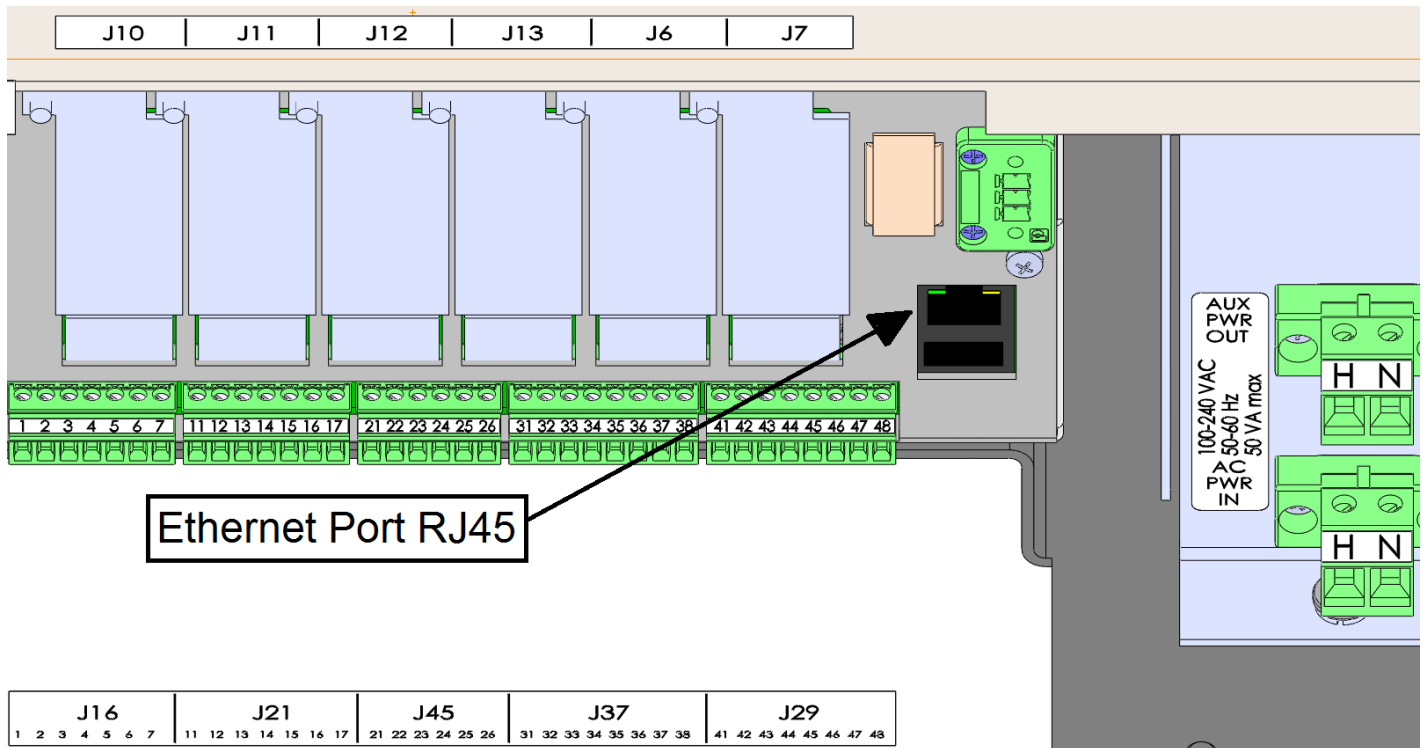 J10 J11 J12 J13 J6 J7
AUX
PWR
OUT
100-240 VAC
50-60 Hz
50 VA max
AC
PWR
IN
H N
H N
1 2 3 4 5 6 7 11 12 13 14 15 16 17 21 22 23 24 25 26 31 32 33 34 35 36 37 38 41 42 43 44 45 46 47 48
Ethernet Port RJ45
J16 J21 J45 J37 J29
1 2 3 4 5 6 7 11 12 13 14 15 16 17 21 22 23 24 25 26 31 32 33 34 35 36 37 38 41 42 43 44 45 46 47 48